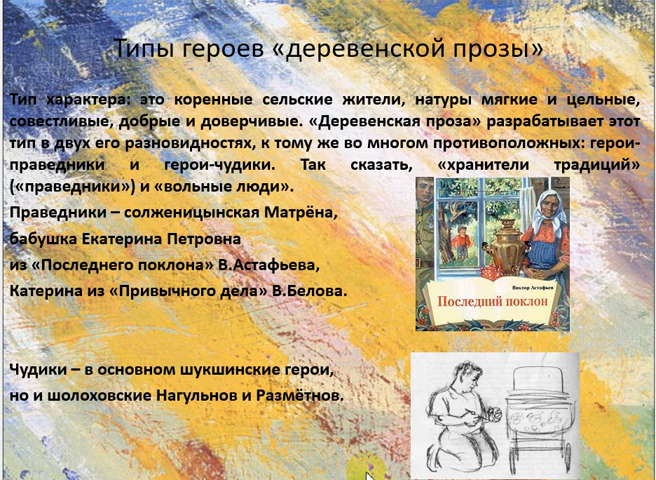 Типы героев «деревенской прозы»
Тип характера: это коренные сельские жители, натуры мягкие и цельные,
совестливые, добрые и доверчивые. «Деревенская проза» разрабатывает этот
тип в двух его разновидностях, к тому же во многом противоположных: герои-
праведники и герои-чудики. Так сказать, «хранители традиций»
(«праведники») и «вольные люди».
Праведники – солженицынская Матрёна,
бабушка Екатерина Петровна
из «Последнего поклона» В.Астафьева,
Катерина из «Привычного дела» В.Белова.
Виктор Астафьев
Последний поклон
Чудики – в основном шукшинские герои,
но и шолоховские Нагульнов и Размётнов.